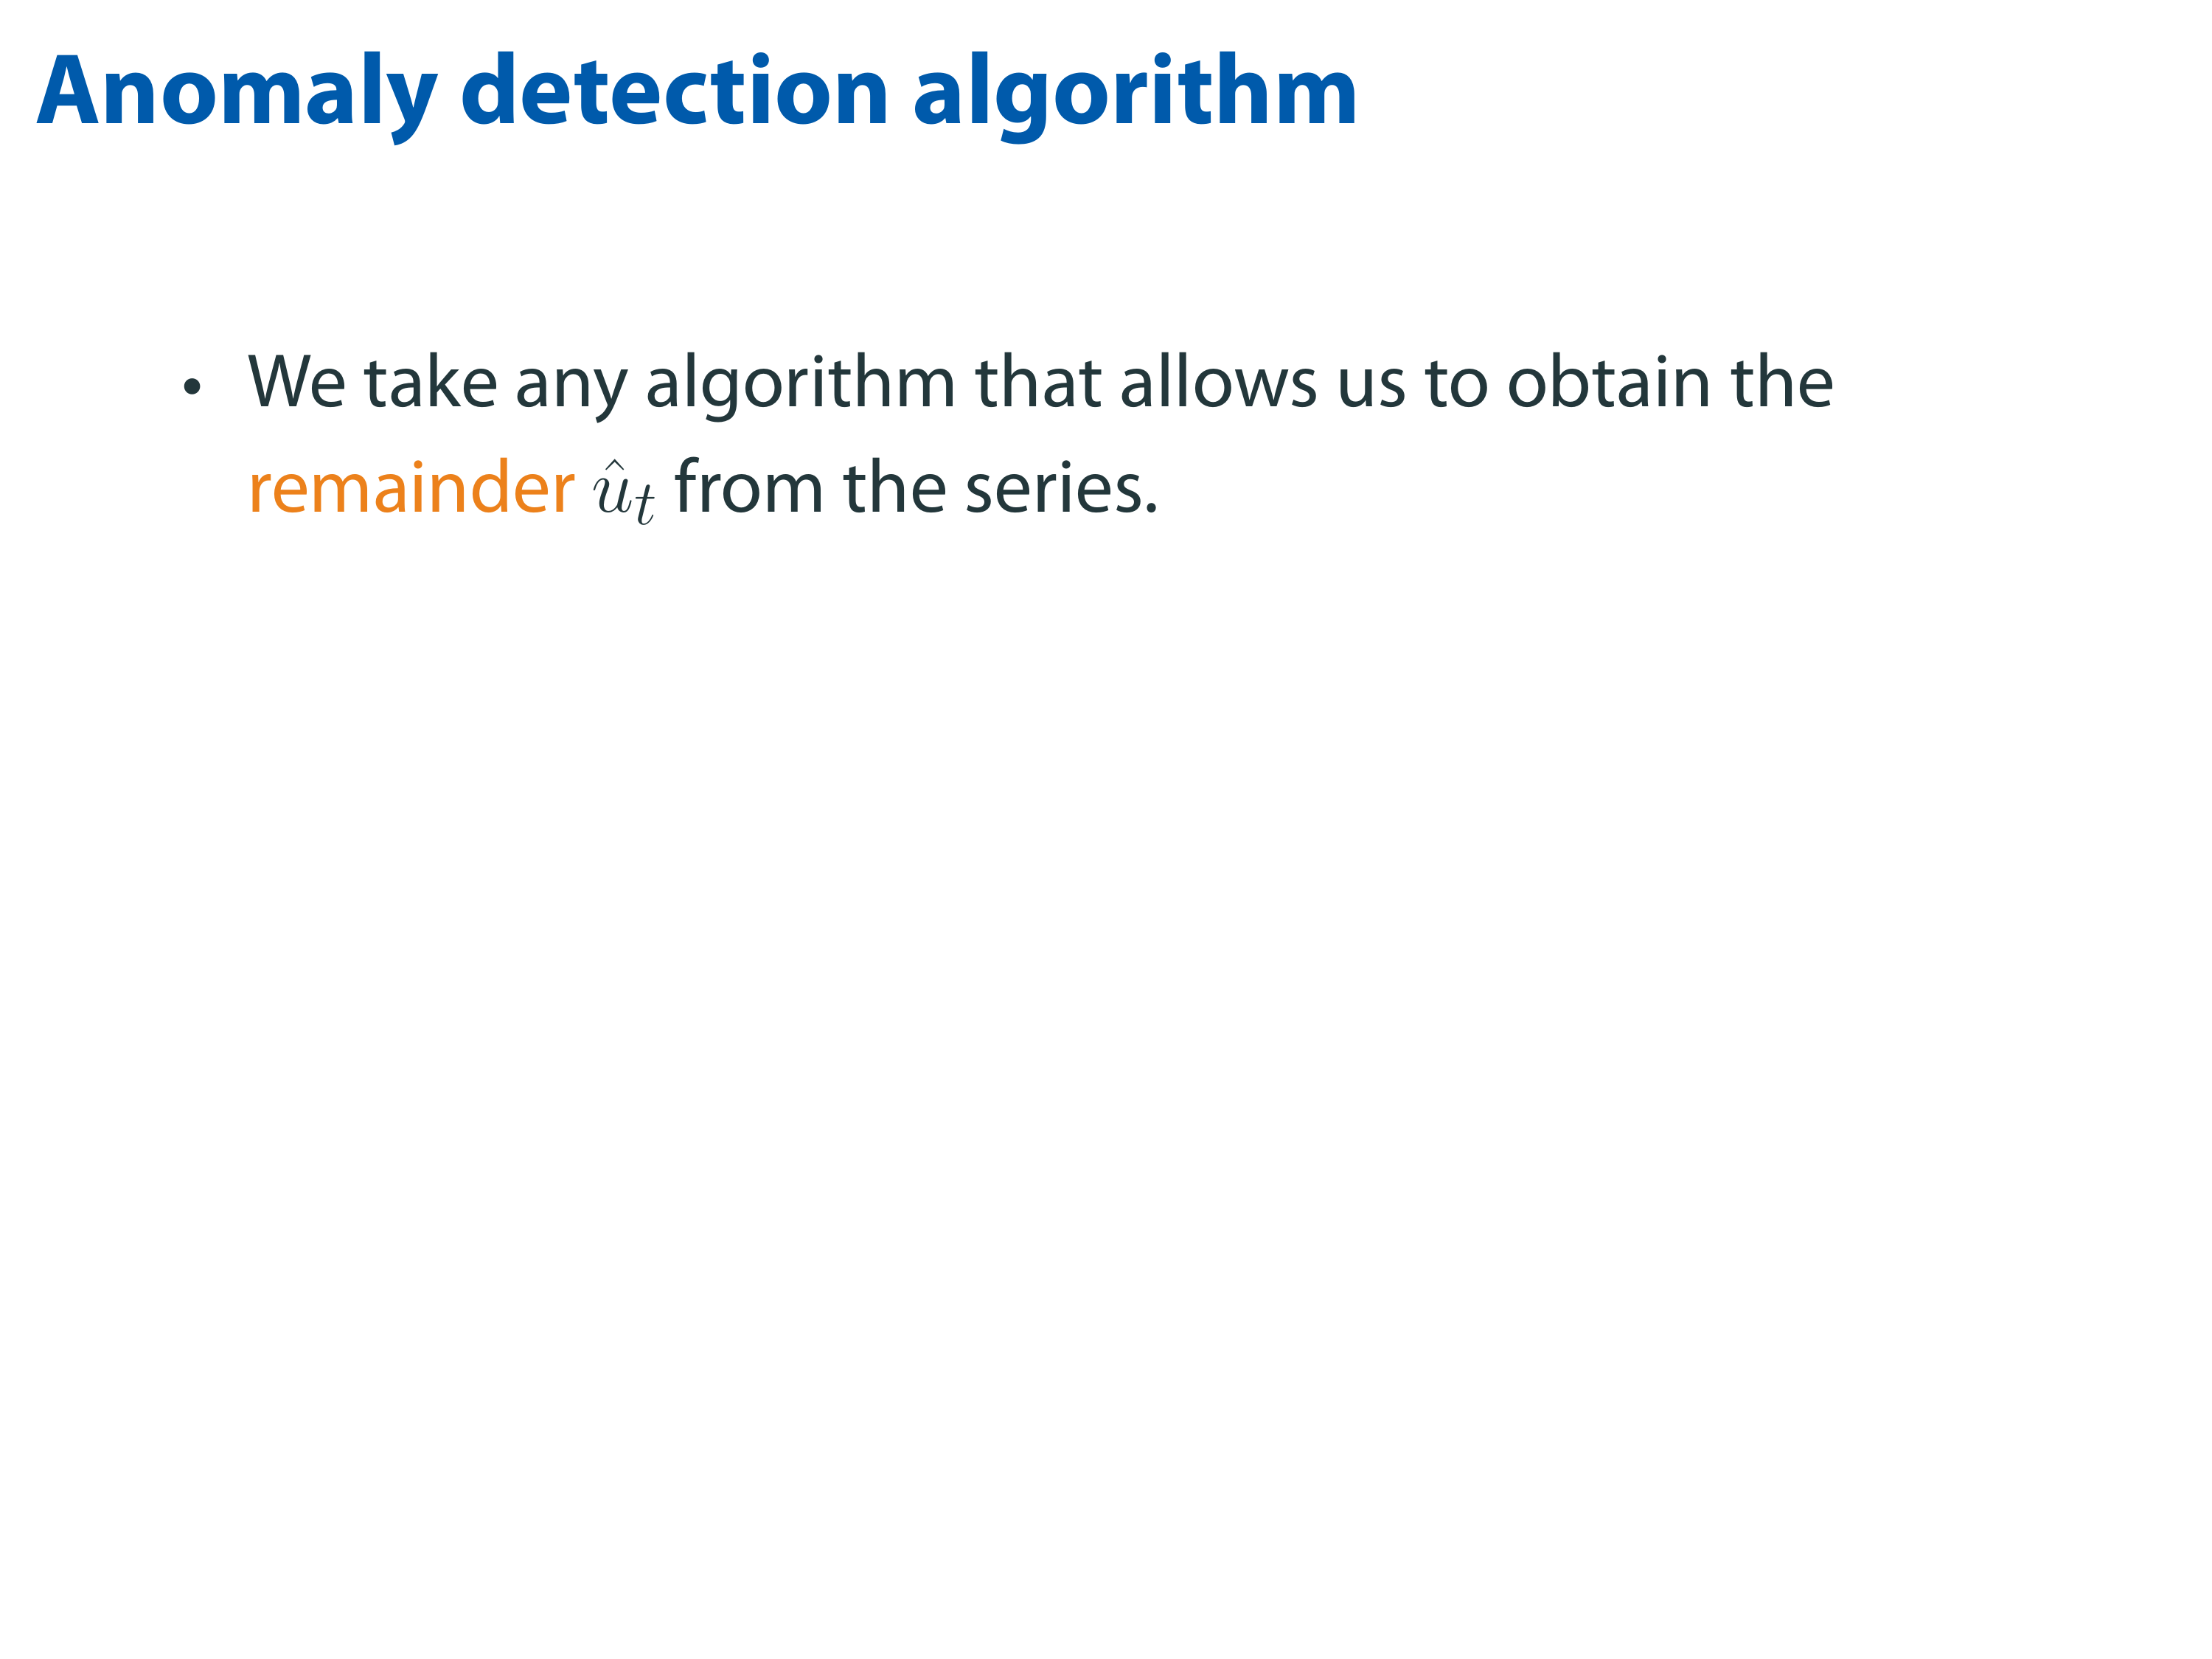 Anomaly detection algorithm
• We take any algorithm that allows us to obtain the
remainder û_t from the series.